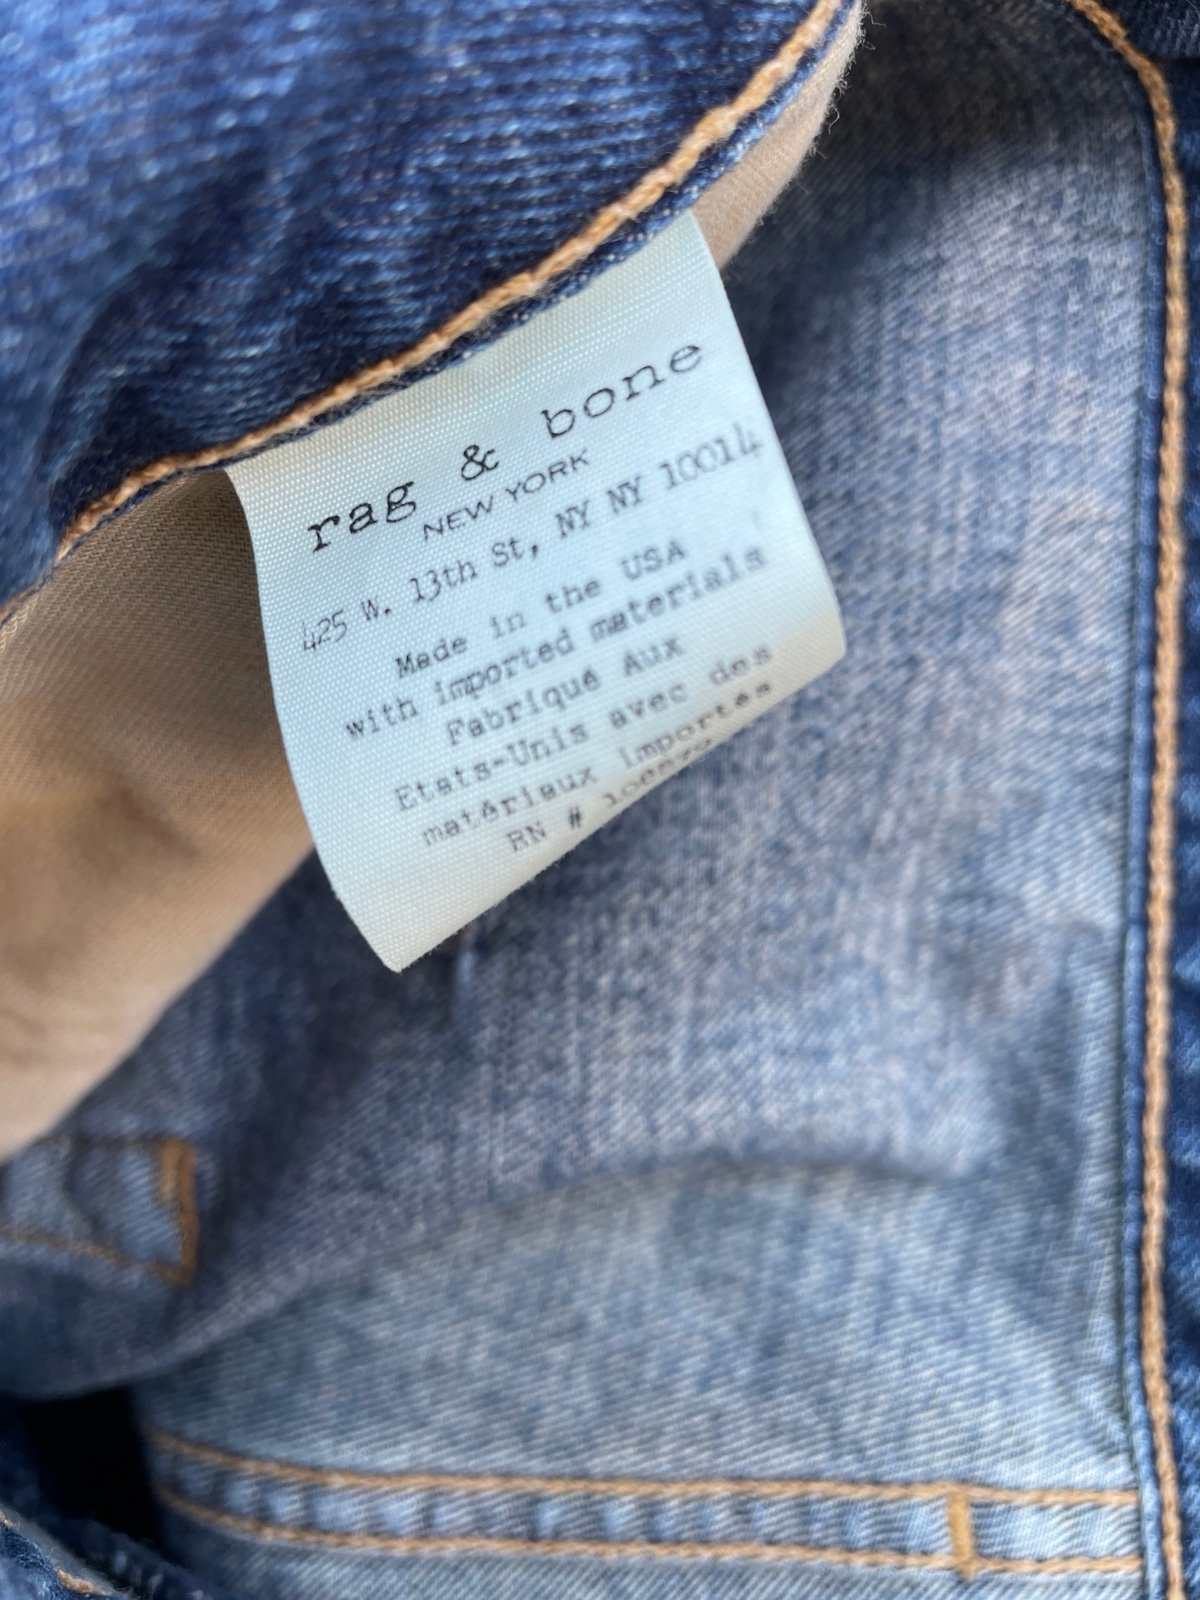 rag & bone
NEW YORK
425 W. 13th St, NY NY 10014
Made in the USA
with imported materials
Fabriqué Aux
Etats-Unis avec des
matériaux importés
RN #